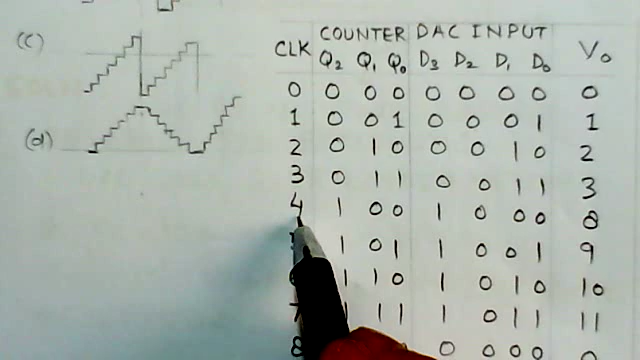 (c)
(d)
COUNTER DAC INPUT
CLK Q2 Q1 Q0 D3 D2 D1 D0 V0
0 0 0 0 0 0 0 0 0
1 0 0 1 0 0 0 1 1
2 0 1 0 0 0 1 0 2
3 0 1 1 0 0 1 1 3
4 1 0 0 1 0 0 0 8
1 0 1 1 0 0 1 9
1 1 0 1 0 1 0 10
7 1 1 1 1 0 1 1 11
8 0 0 0 0 0